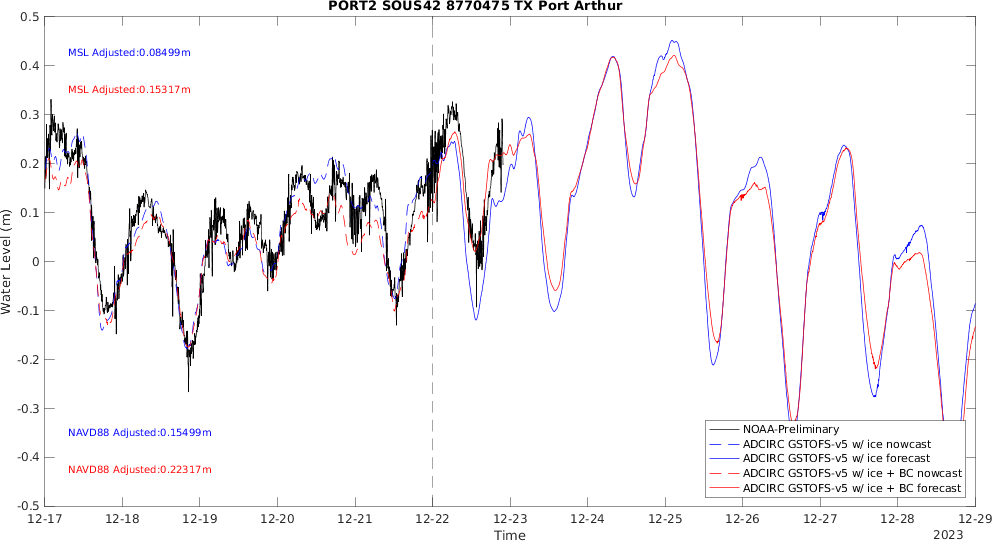 PORT2 SOUS42 8770475 TX Port Arthur
0.5
0.4
0.3
0.2
0.1
0
-0.1
-0.2
-0.3
-0.4
-0.5
Water Level (m)
MSL Adjusted:0.08499m
MSL Adjusted:0.15317m
NAVD88 Adjusted:0.15499m
NAVD88 Adjusted:0.22317m
NOAA-Preliminary
ADCIRC GSTOFS-v5 w/ ice nowcast
ADCIRC GSTOFS-v5 w/ ice forecast
ADCIRC GSTOFS-v5 w/ ice + BC nowcast
ADCIRC GSTOFS-v5 w/ ice + BC forecast
12-17 12-18 12-19 12-20 12-21 12-22 12-23 12-24 12-25 12-26 12-27 12-28 12-29
Time
2023